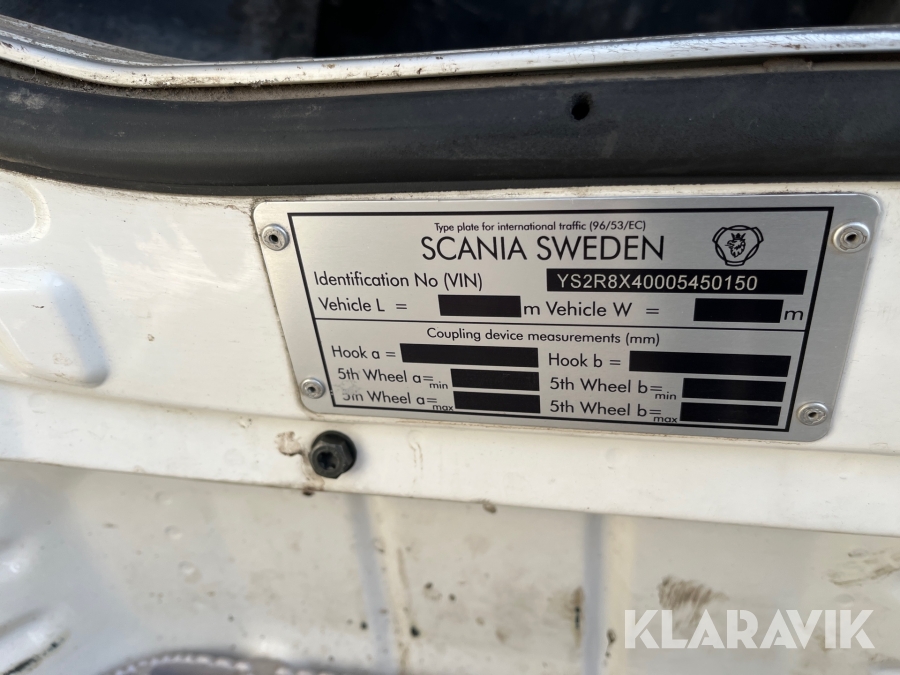 Type plate for international traffic (96/53/EC)
SCANIA SWEDEN
Identification No (VIN) YS2R8X40005450150
Vehicle L = m Vehicle W = m
Coupling device measurements (mm)
Hook a = Hook b =
5th Wheel a=min 5th Wheel b=min
5th Wheel a=max 5th Wheel b=max
KLARAVIK